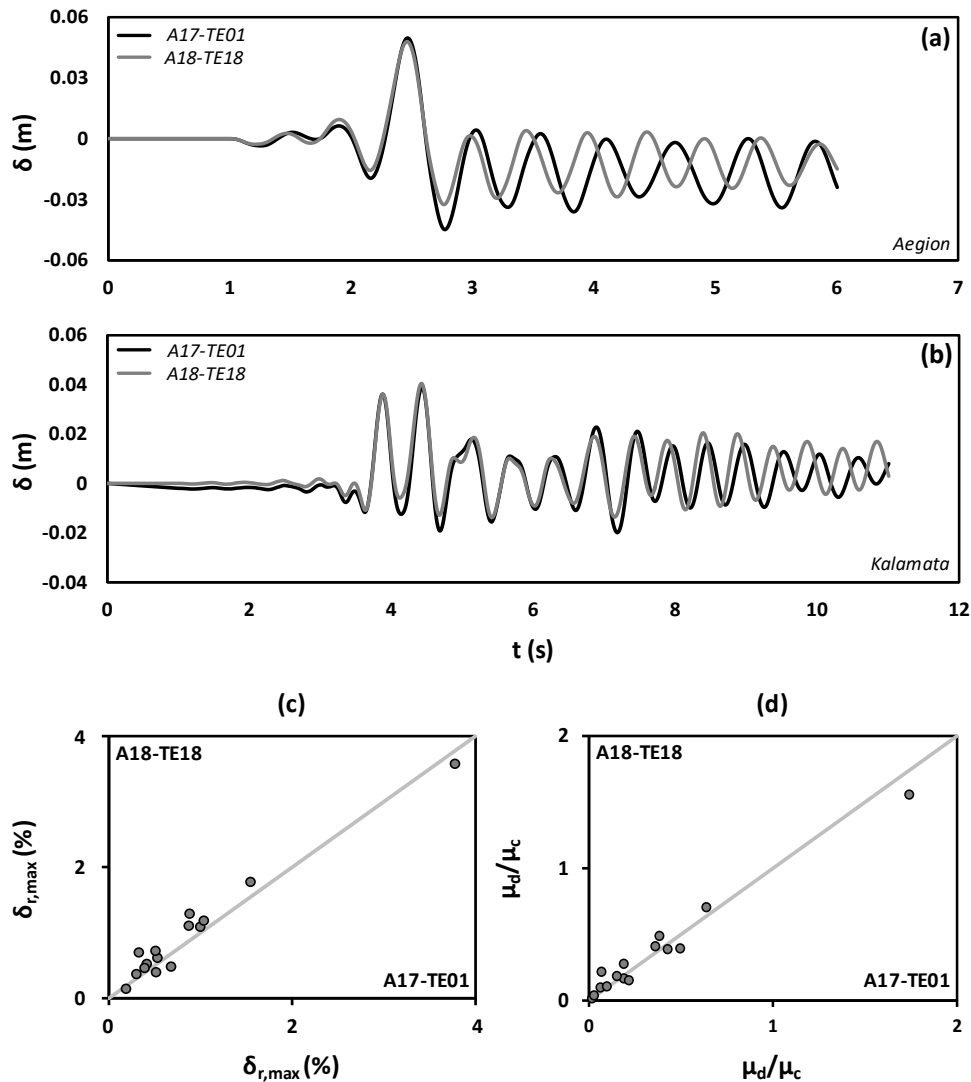 0.06
(a)
A17-TE01
A18-TE18
0.03
0
-0.03
-0.06
δ (m)
Aegion
0 1 2 3 4 5 6 7
0.06
(b)
A17-TE01
A18-TE18
0.04
0.02
0
-0.02
-0.04
δ (m)
Kalamata
0 2 4 6 8 10 12
t (s)
(c)
4
A18-TE18
2
0
δr,max (%)
A17-TE01
0 2 4
δr,max (%)
(d)
2
A18-TE18
1
0
μd/μc
A17-TE01
0 1 2
μd/μc